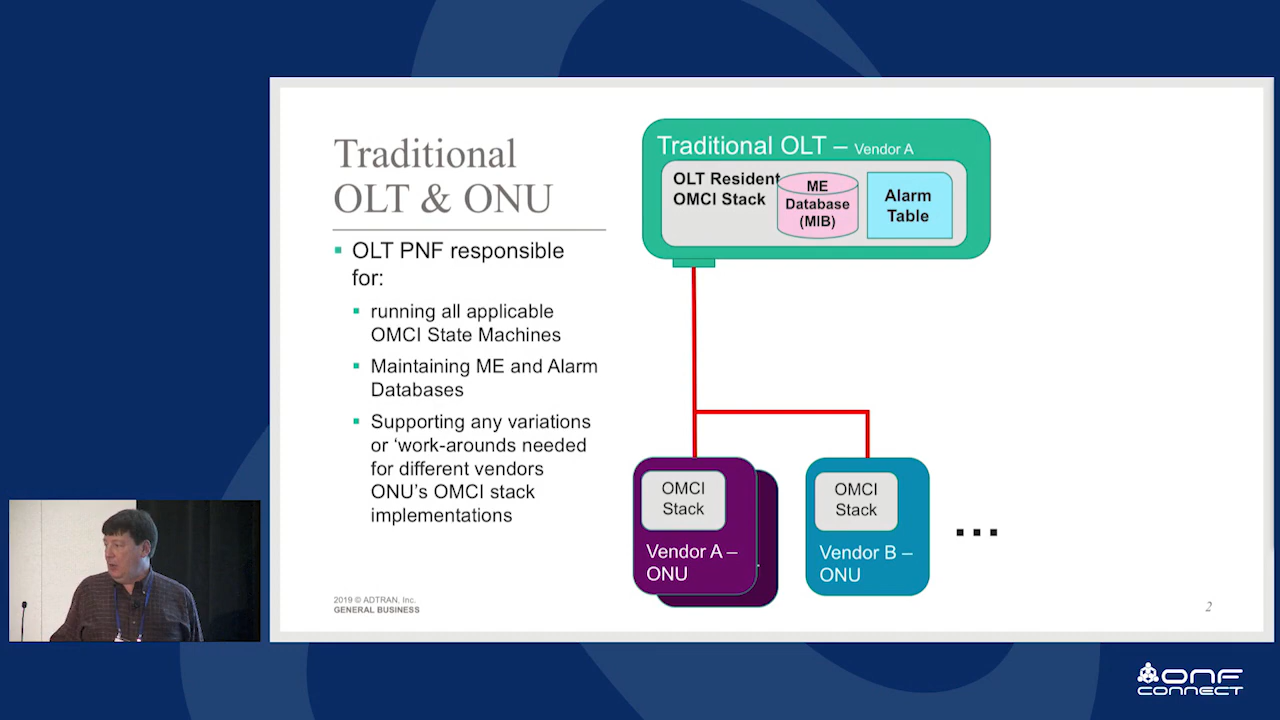 Traditional
OLT & ONU
OLT PNF responsible
for:
running all applicable
OMCI State Machines
Maintaining ME and Alarm
Databases
Supporting any variations
or ‘work-arounds needed
for different vendors
ONU’s OMCI stack
implementations
2019 © ADTRAN. Inc.
GENERAL BUSINESS
Traditional OLT – Vendor A
OLT Resident
OMCI Stack
ME
Database
(MIB)
Alarm
Table
OMCI
Stack
Vendor A –
ONU
OMCI
Stack
Vendor B –
ONU
...
2
ONF
CONNECT